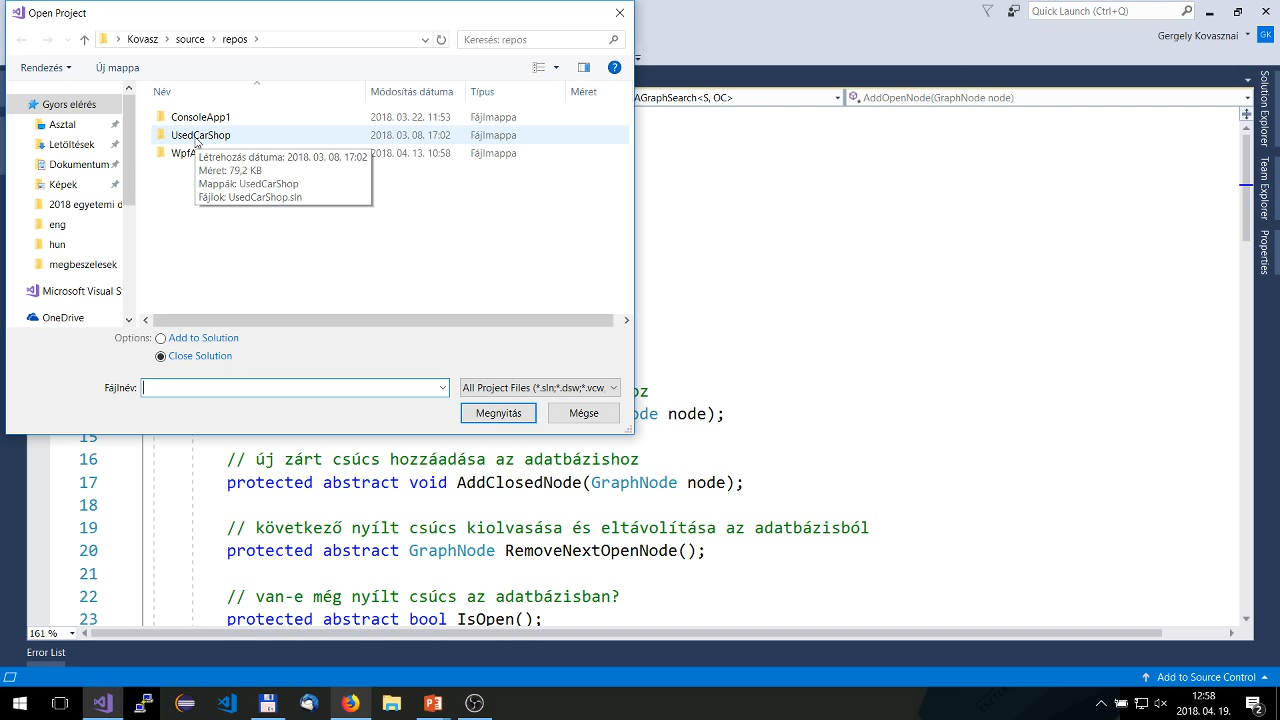 Open Project
Quick Launch (Ctrl+Q)
Gergely Kovasznai
GK
Kovasz
source
repos
Keresés: repos
Rendezés
Új mappa
Név
Módosítás dátuma
Típus
Méret
Gyors elérés
Asztal
Letöltések
Dokumentum
Képek
2018 egyetemi d
eng
hun
megbeszelesek
Microsoft Visual S
OneDrive
ConsoleApp1 2018. 03. 22. 11:53 Fájlmappa
UsedCarShop 2018. 03. 08. 17:02 Fájlmappa
WpfA 2018. 04. 13. 10:58 Fájlmappa
Létrehozás dátuma: 2018. 03. 08. 17:02
Méret: 79,2 KB
Mappák: UsedCarShop
Fájlok: UsedCarShop.sln
Options:
Add to Solution
Close Solution
Fájlnév:
All Project Files (*.sln;*.dsw;*.vcw
Megnyitás
Mégse
AGraphSearch<S, OC>
AddOpenNode(GraphNode node)
Solution Explorer
Team Explorer
Properties
oz
ode node);
15
16 // új zárt csúcs hozzáadása az adatbázishoz
17 protected abstract void AddClosedNode(GraphNode node);
18
19 // következő nyílt csúcs kiolvasása és eltávolítása az adatbázisból
20 protected abstract GraphNode RemoveNextOpenNode();
21
22 // van-e még nyílt csúcs az adatbázisban?
23 protected abstract bool IsOpen();
161 %
Error List
Add to Source Control
12:58
2018. 04. 19.
2